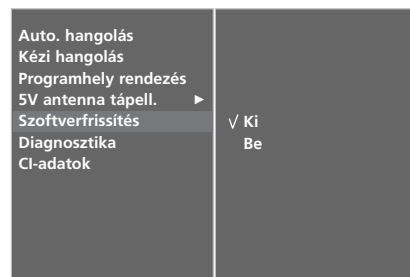 Auto. hangolás
Kézi hangolás
Programhely rendezés
5V antenna tápell. ►
Szoftverfrissítés
Diagnosztika
CI-adatok
√ Ki
Be